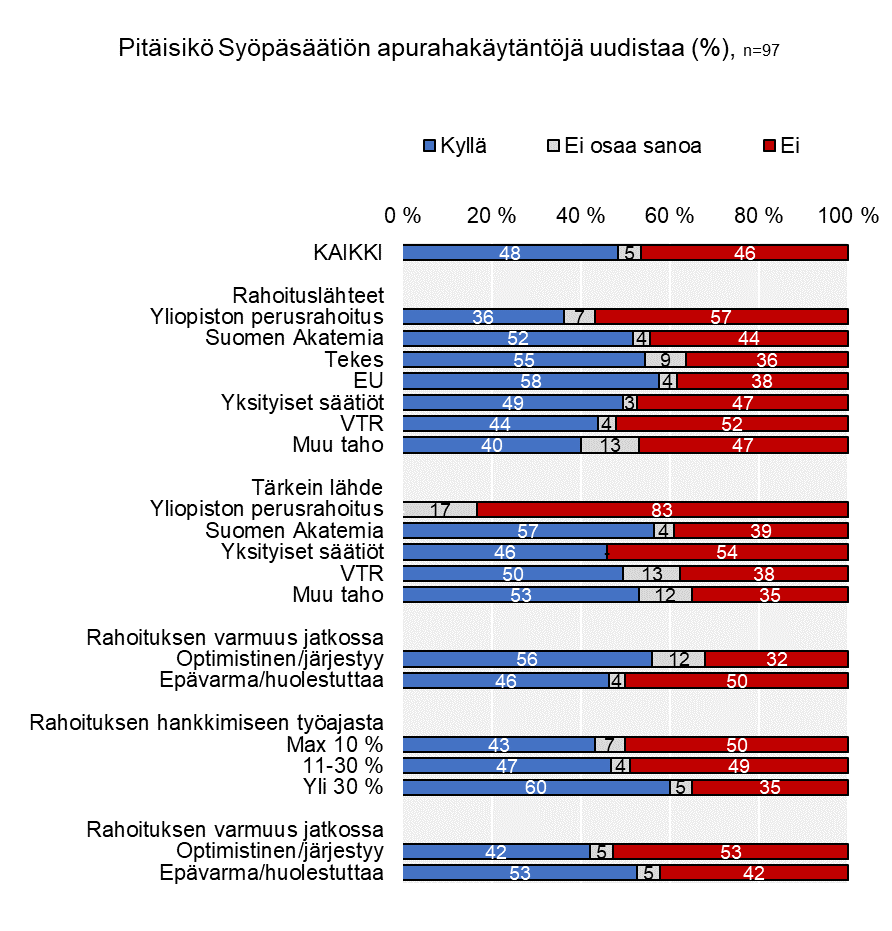 Pitäisikö Syöpäsäätiön apurahakäytäntöjä uudistaa (%), n=97
Kyllä Ei osaa sanoa Ei
0 % 20 % 40 % 60 % 80 % 100 %
KAIKKI 48 5 46
Rahoituslähteet
Yliopiston perusrahoitus 36 7 57
Suomen Akatemia 52 4 44
Tekes 55 9 36
EU 58 4 38
Yksityiset säätiöt 49 3 47
VTR 44 4 52
Muu taho 40 13 47
Tärkein lähde
Yliopiston perusrahoitus 17 83
Suomen Akatemia 57 4 39
Yksityiset säätiöt 46 - 54
VTR 50 13 38
Muu taho 53 12 35
Rahoituksen varmuus jatkossa
Optimistinen/järjestyy 56 12 32
Epävarma/huolestuttaa 46 4 50
Rahoituksen hankkimiseen työajasta
Max 10 % 43 7 50
11-30 % 47 4 49
Yli 30 % 60 5 35
Rahoituksen varmuus jatkossa
Optimistinen/järjestyy 42 5 53
Epävarma/huolestuttaa 53 5 42